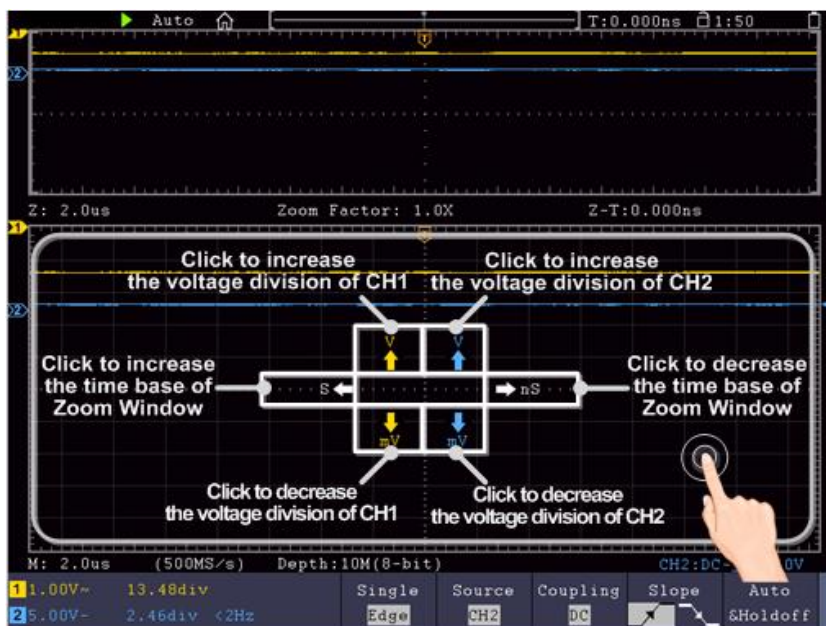 Auto T:0.000ns 1:50
1
T
2
Z: 2.0us Zoom Factor: 1.0X Z-T:0.000ns
1
T
Click to increase
the voltage division of CH1
Click to increase
the voltage division of CH2
2
V V
Click to increase
the time base of
Zoom Window
S nS
Click to decrease
the time base of
Zoom Window
mV mV
Click to decrease
the voltage division of CH1
Click to decrease
the voltage division of CH2
M: 2.0us (500MS/s) Depth:10M(8-bit) CH2:DC- 0V
1 1.00V~ 13.48div Single Source Coupling Slope Auto
2 5.00V- 2.46div <2Hz Edge CH2 DC &Holdoff